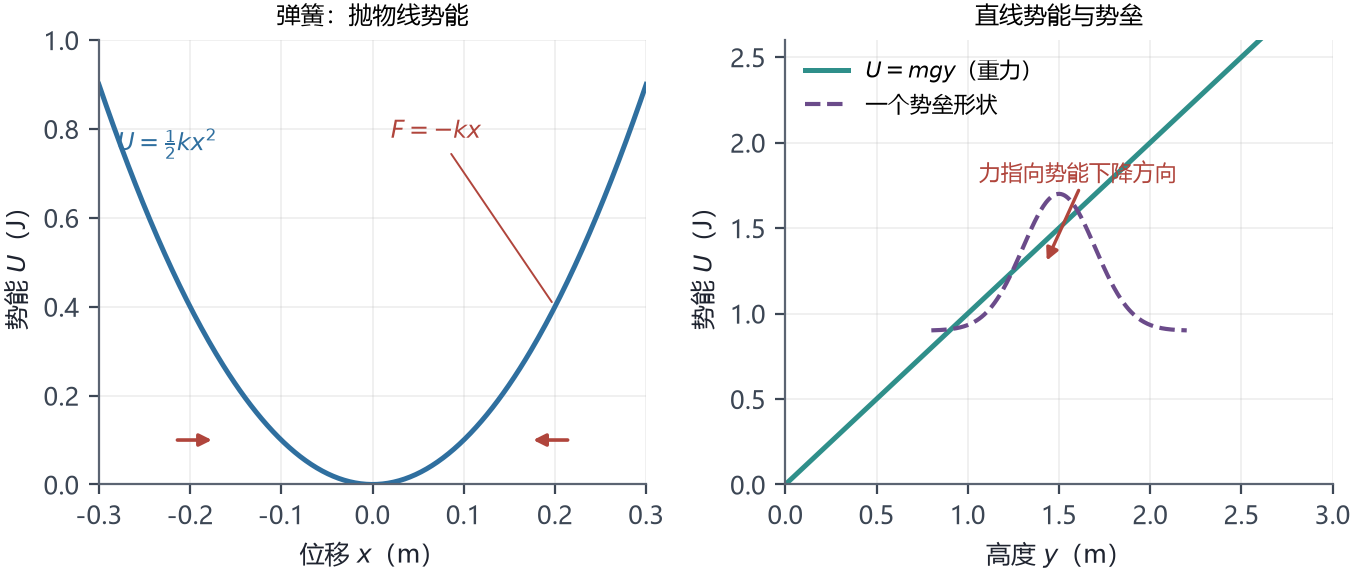 弹簧：抛物线势能
势能 U（J）
1.0
0.8
0.6
0.4
0.2
0.0
U = ½kx²
F = −kx
-0.3 -0.2 -0.1 0.0 0.1 0.2 0.3
位移 x（m）
直线势能与势垒
势能 U（J）
2.5
2.0
1.5
1.0
0.5
0.0
U = mgy（重力）
一个势垒形状
力指向势能下降方向
0.0 0.5 1.0 1.5 2.0 2.5 3.0
高度 y（m）